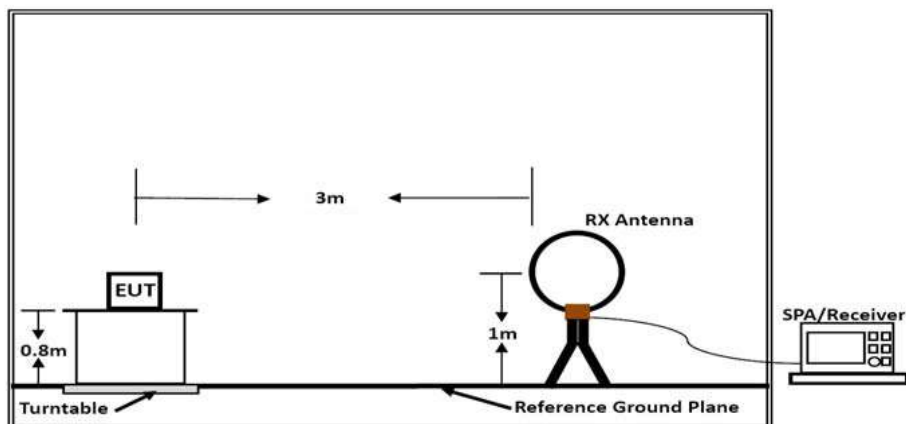 3m
RX Antenna
EUT
SPA/Receiver
0.8m
1m
Turntable
Reference Ground Plane